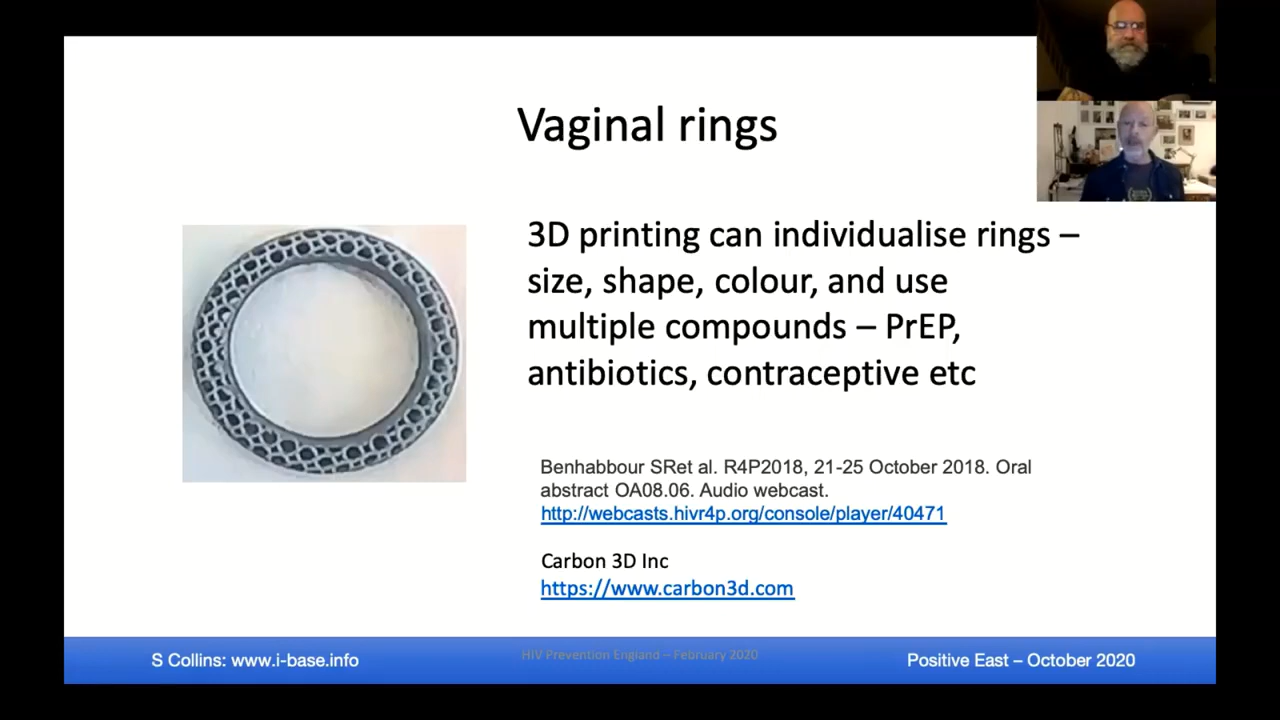 Vaginal rings
3D printing can individualise rings –
size, shape, colour, and use
multiple compounds – PrEP,
antibiotics, contraceptive etc
Benhabbour SRet al. R4P2018, 21-25 October 2018. Oral
abstract OA08.06. Audio webcast.
http://webcasts.hivr4p.org/console/player/40471
Carbon 3D Inc
https://www.carbon3d.com
S Collins: www.i-base.info
HIV Prevention England – February 2020
Positive East – October 2020